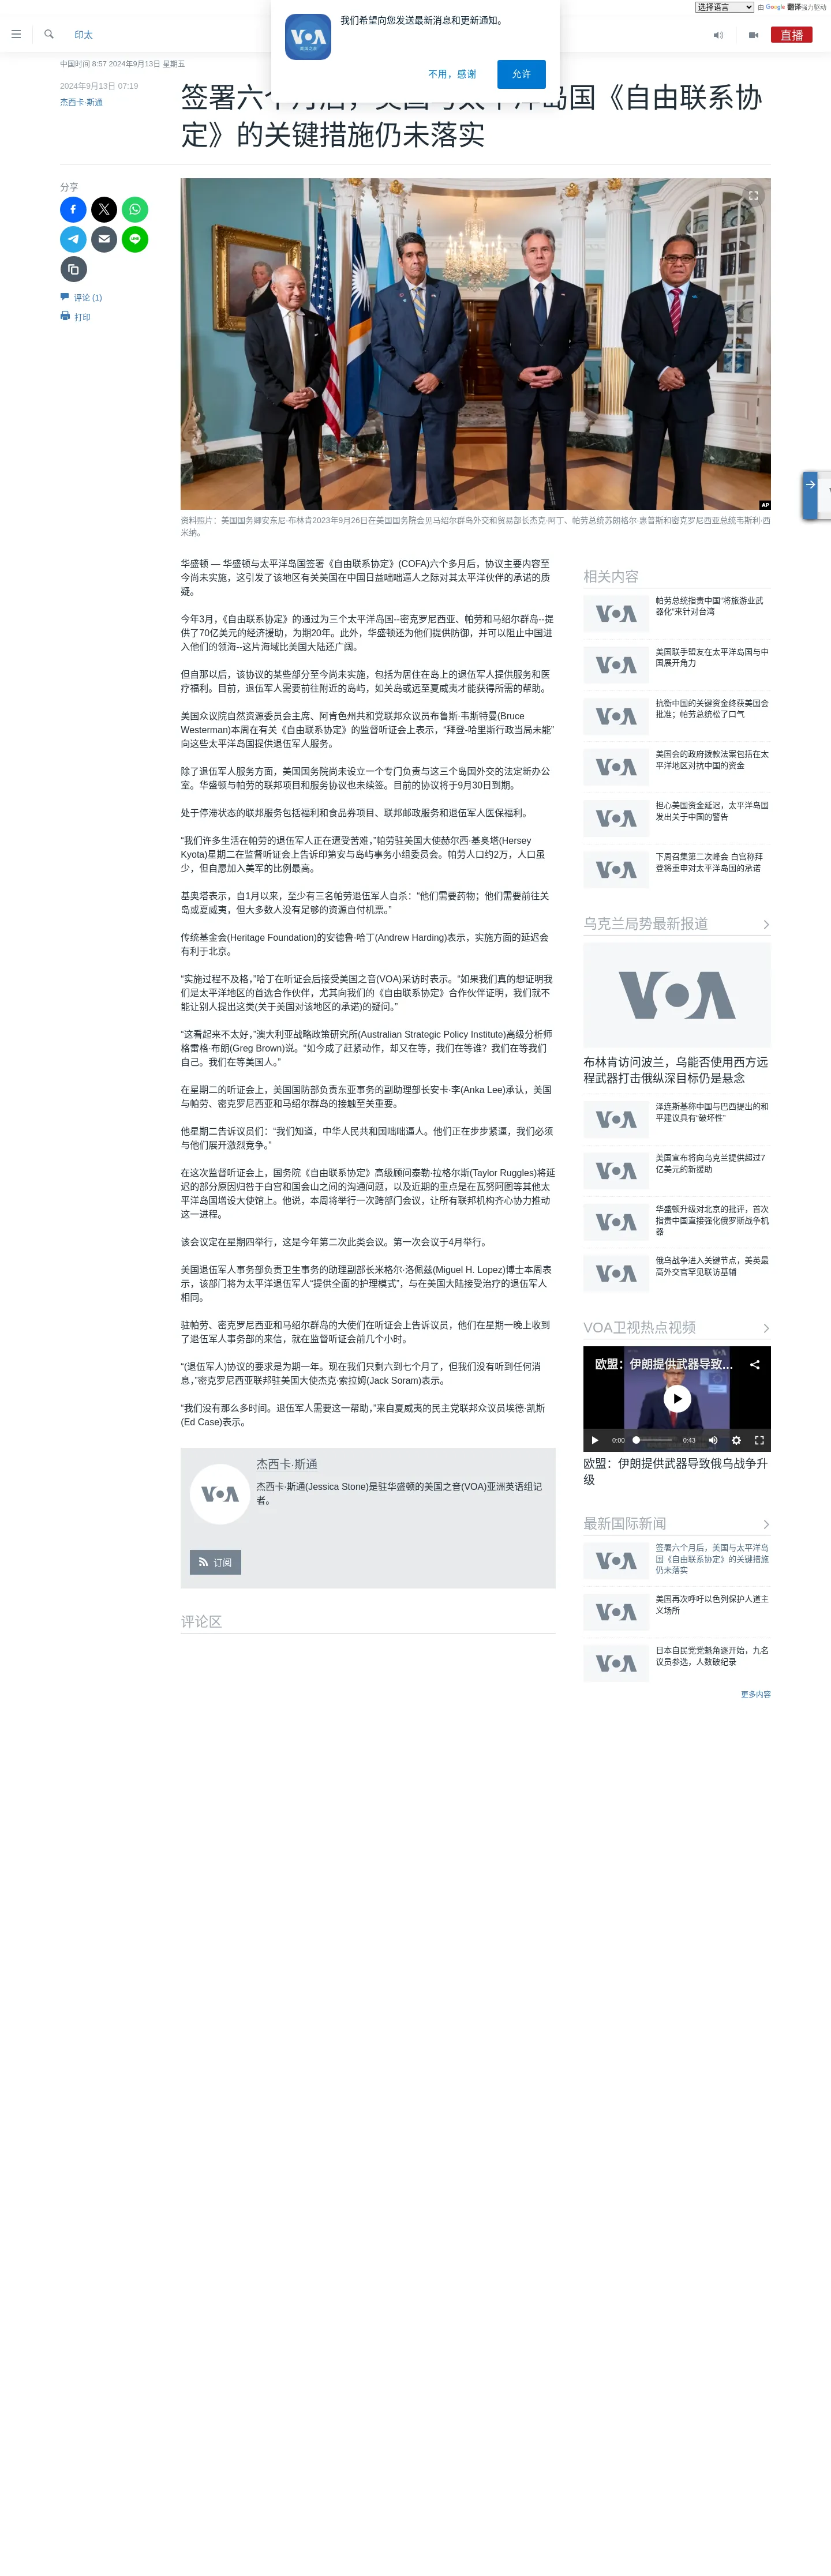 选择语言
由 Google 翻译强力驱动
VOA
美国之音
我们希望向您发送最新消息和更新通知。
不用，感谢
允许
印太
直播
中国时间 8:57 2024年9月13日 星期五
2024年9月13日 07:19
杰西卡·斯通
签署六个月后，美国与太平洋岛国《自由联系协
定》的关键措施仍未落实
分享
评论 (1)
打印
AP
资料照片：美国国务卿安东尼·布林肯2023年9月26日在美国国务院会见马绍尔群岛外交和贸易部长杰克·阿丁、帕劳总统苏朗格尔·惠普斯和密克罗尼西亚总统韦斯利·西
米纳。
华盛顿 — 华盛顿与太平洋岛国签署《自由联系协定》(COFA)六个多月后，协议主要内容至
今尚未实施，这引发了该地区有关美国在中国日益咄咄逼人之际对其太平洋伙伴的承诺的质
疑。
今年3月，《自由联系协定》的通过为三个太平洋岛国--密克罗尼西亚、帕劳和马绍尔群岛--提
供了70亿美元的经济援助，为期20年。此外，华盛顿还为他们提供防御，并可以阻止中国进
入他们的领海--这片海域比美国大陆还广阔。
但自那以后，该协议的某些部分至今尚未实施，包括为居住在岛上的退伍军人提供服务和医
疗福利。目前，退伍军人需要前往附近的岛屿，如关岛或远至夏威夷才能获得所需的帮助。
美国众议院自然资源委员会主席、阿肯色州共和党联邦众议员布鲁斯·韦斯特曼(Bruce
Westerman)本周在有关《自由联系协定》的监督听证会上表示，“拜登-哈里斯行政当局未能”
向这些太平洋岛国提供退伍军人服务。
除了退伍军人服务方面，美国国务院尚未设立一个专门负责与这三个岛国外交的法定新办公
室。华盛顿与帕劳的联邦项目和服务协议也未续签。目前的协议将于9月30日到期。
处于停滞状态的联邦服务包括福利和食品券项目、联邦邮政服务和退伍军人医保福利。
“我们许多生活在帕劳的退伍军人正在遭受苦难，”帕劳驻美国大使赫尔西·基奥塔(Hersey
Kyota)星期二在监督听证会上告诉印第安与岛屿事务小组委员会。帕劳人口约2万，人口虽
少，但自愿加入美军的比例最高。
基奥塔表示，自1月以来，至少有三名帕劳退伍军人自杀：“他们需要药物；他们需要前往关
岛或夏威夷，但大多数人没有足够的资源自付机票。”
传统基金会(Heritage Foundation)的安德鲁·哈丁(Andrew Harding)表示，实施方面的延迟会
有利于北京。
“实施过程不及格，”哈丁在听证会后接受美国之音(VOA)采访时表示。“如果我们真的想证明我
们是太平洋地区的首选合作伙伴，尤其向我们的《自由联系协定》合作伙伴证明，我们就不
能让别人提出这类(关于美国对该地区的承诺)的疑问。”
“这看起来不太好，”澳大利亚战略政策研究所(Australian Strategic Policy Institute)高级分析师
格雷格·布朗(Greg Brown)说。“如今成了赶紧动作，却又在等，我们在等谁？我们在等我们
自己。我们在等美国人。”
在星期二的听证会上，美国国防部负责东亚事务的副助理部长安卡·李(Anka Lee)承认，美国
与帕劳、密克罗尼西亚和马绍尔群岛的接触至关重要。
他星期二告诉议员们：“我们知道，中华人民共和国咄咄逼人。他们正在步步紧逼，我们必须
与他们展开激烈竞争。”
在这次监督听证会上，国务院《自由联系协定》高级顾问泰勒·拉格尔斯(Taylor Ruggles)将延
迟的部分原因归咎于白宫和国会山之间的沟通问题，以及近期的重点是在瓦努阿图等其他太
平洋岛国增设大使馆上。他说，本周将举行一次跨部门会议，让所有联邦机构齐心协力推动
这一进程。
该会议定在星期四举行，这是今年第二次此类会议。第一次会议于4月举行。
美国退伍军人事务部负责卫生事务的助理副部长米格尔·洛佩兹(Miguel H. Lopez)博士本周表
示，该部门将为太平洋退伍军人“提供全面的护理模式”，与在美国大陆接受治疗的退伍军人
相同。
驻帕劳、密克罗尼西亚和马绍尔群岛的大使们在听证会上告诉议员，他们在星期一晚上收到
了退伍军人事务部的来信，就在监督听证会前几个小时。
“(退伍军人)协议的要求是为期一年。现在我们只剩六到七个月了，但我们没有听到任何消
息，”密克罗尼西亚联邦驻美国大使杰克·索拉姆(Jack Soram)表示。
“我们没有那么多时间。退伍军人需要这一帮助，”来自夏威夷的民主党联邦众议员埃德·凯斯
(Ed Case)表示。
VOA
杰西卡·斯通
杰西卡·斯通(Jessica Stone)是驻华盛顿的美国之音(VOA)亚洲英语组记
者。
订阅
评论区
相关内容
VOA
帕劳总统指责中国“将旅游业武
器化”来针对台湾
VOA
美国联手盟友在太平洋岛国与中
国展开角力
VOA
抗衡中国的关键资金终获美国会
批准；帕劳总统松了口气
VOA
美国会的政府拨款法案包括在太
平洋地区对抗中国的资金
VOA
担心美国资金延迟，太平洋岛国
发出关于中国的警告
VOA
下周召集第二次峰会 白宫称拜
登将重申对太平洋岛国的承诺
乌克兰局势最新报道
VOA
布林肯访问波兰，乌能否使用西方远
程武器打击俄纵深目标仍是悬念
VOA
泽连斯基称中国与巴西提出的和
平建议具有“破坏性”
VOA
美国宣布将向乌克兰提供超过7
亿美元的新援助
VOA
华盛顿升级对北京的批评，首次
指责中国直接强化俄罗斯战争机
器
VOA
俄乌战争进入关键节点，美英最
高外交官罕见联访基辅
VOA卫视热点视频
欧盟：伊朗提供武器导致...
0:00
0:43
欧盟：伊朗提供武器导致俄乌战争升
级
最新国际新闻
VOA
签署六个月后，美国与太平洋岛
国《自由联系协定》的关键措施
仍未落实
VOA
美国再次呼吁以色列保护人道主
义场所
VOA
日本自民党党魁角逐开始，九名
议员参选，人数破纪录
更多内容